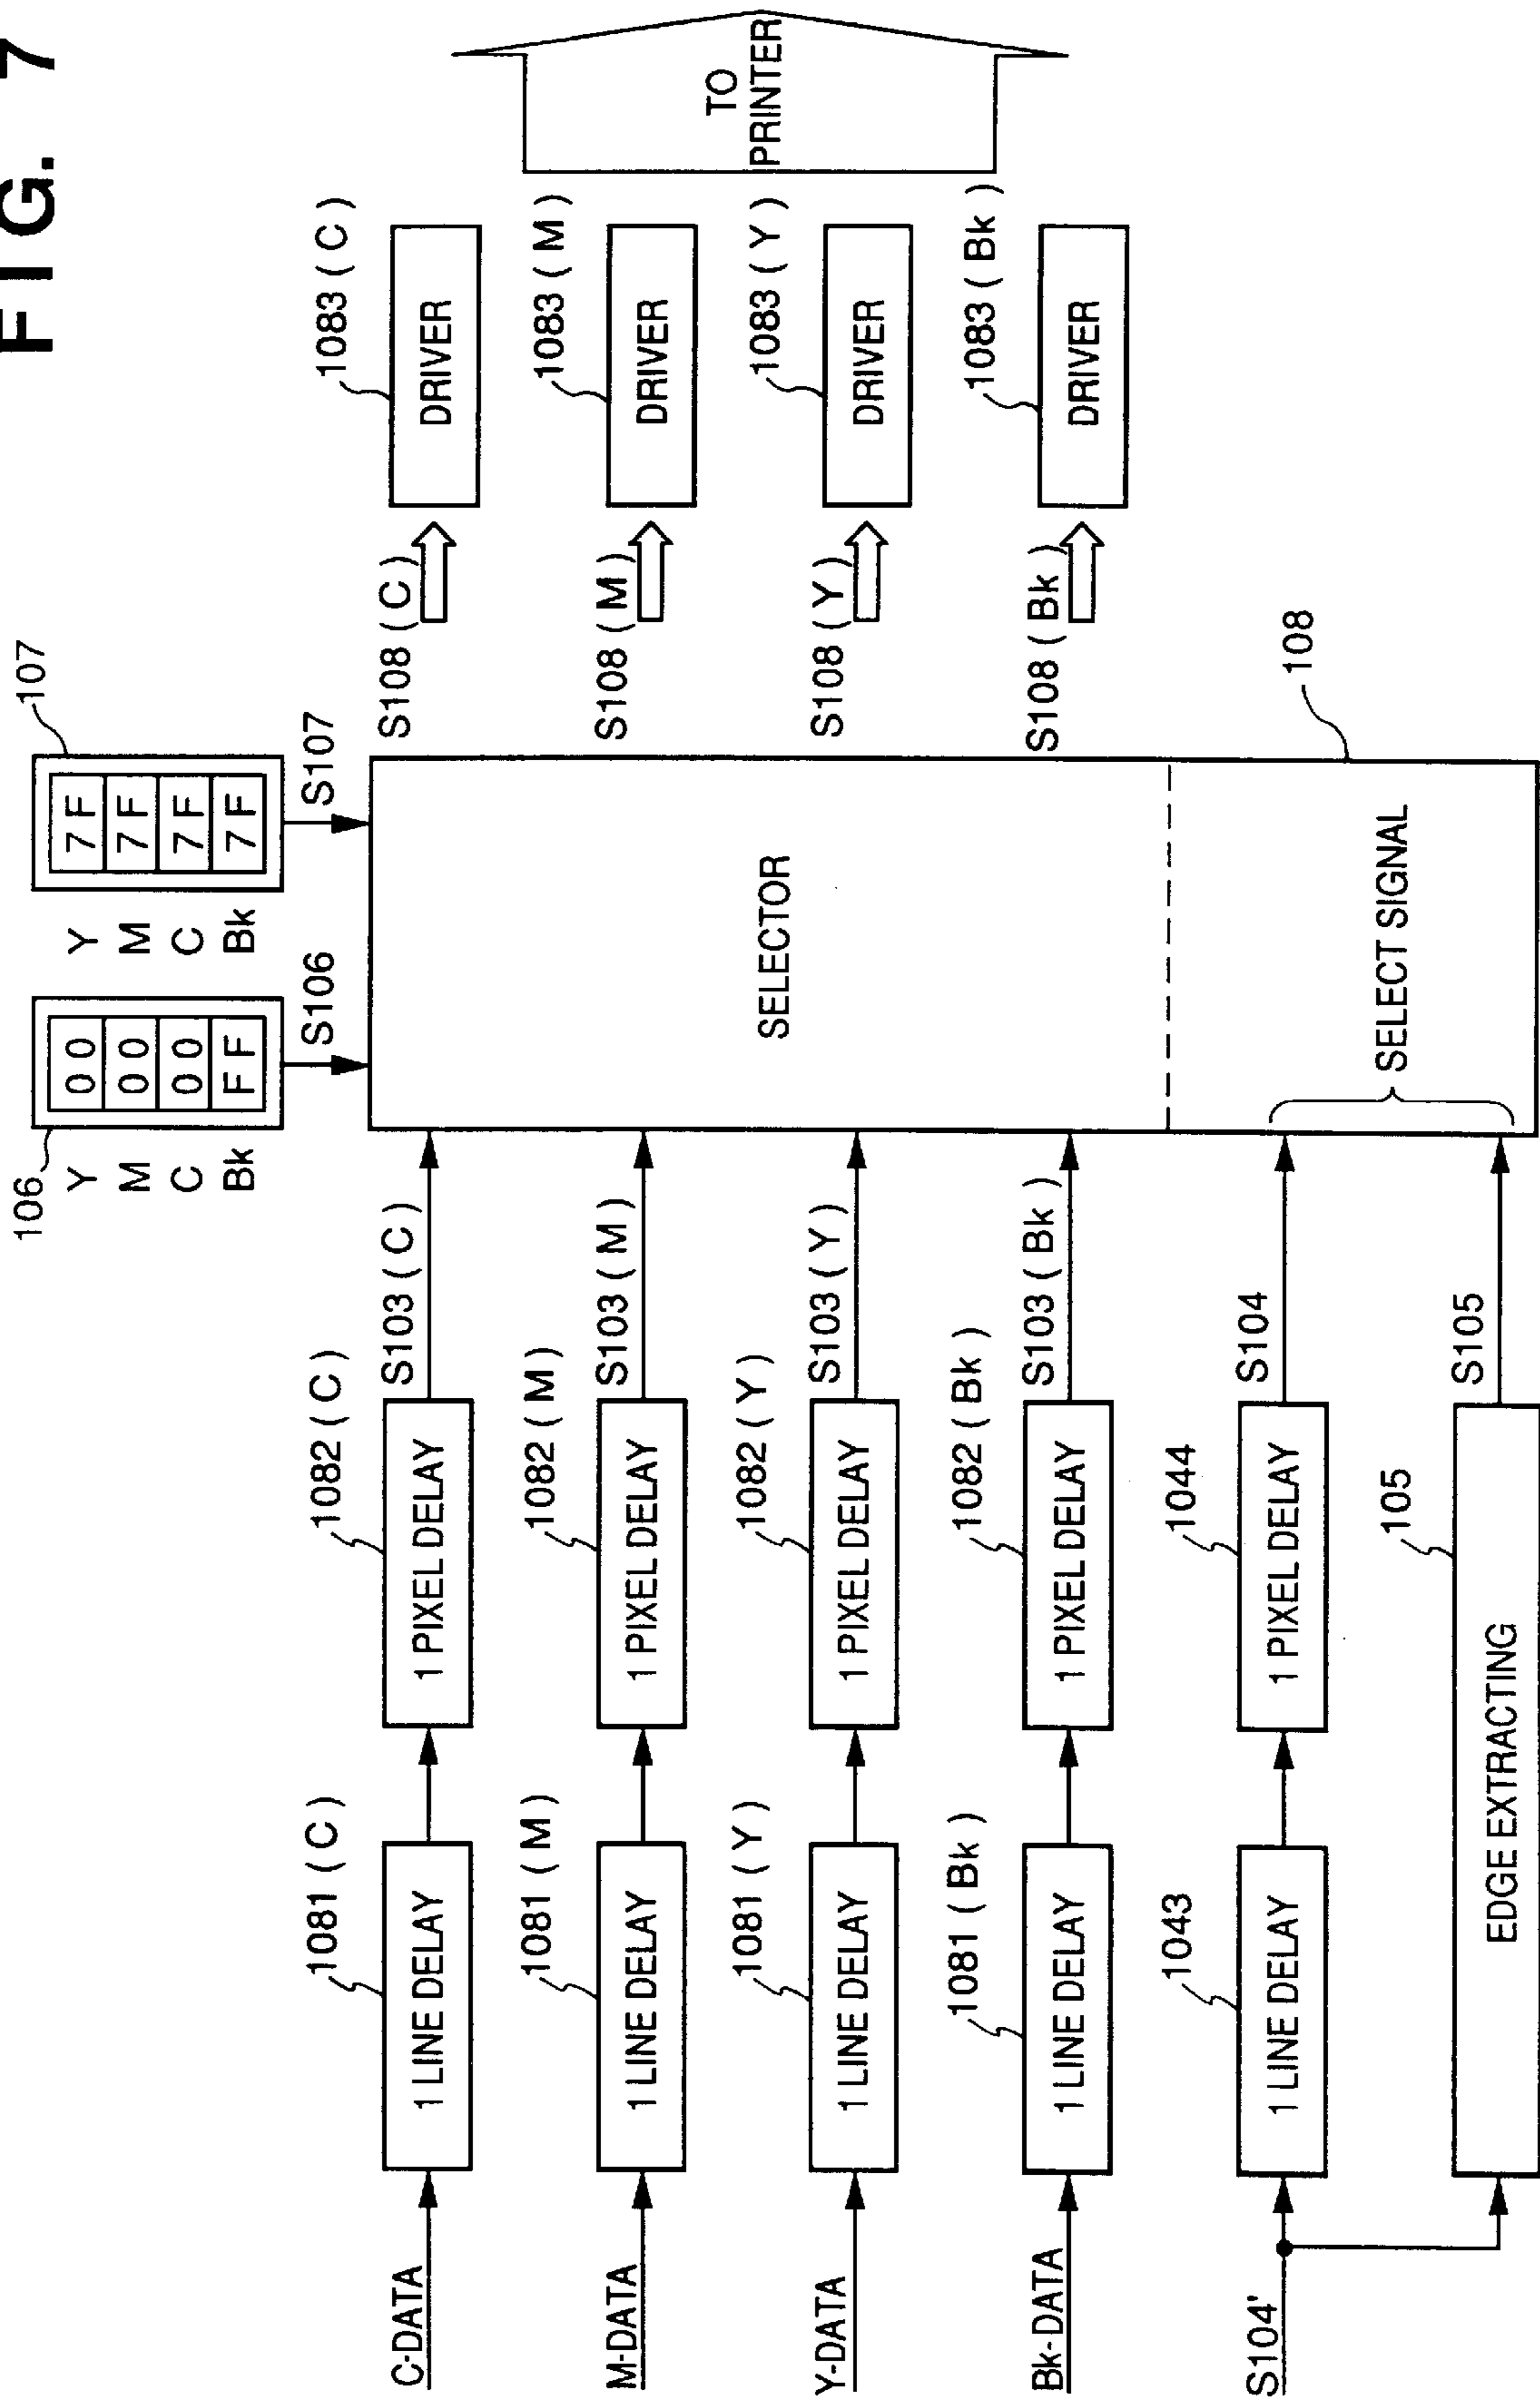 FIG. 7
106
Y 00
M 00
C 00
Bk FF
S106
107
Y 7F
M 7F
C 7F
Bk 7F
S107
C-DATA
1 LINE DELAY
1081 ( C )
1 PIXEL DELAY
1082 ( C )
S103 ( C )
S108 ( C )
DRIVER
1083 ( C )
M-DATA
1 LINE DELAY
1081 ( M )
1 PIXEL DELAY
1082 ( M )
S103 ( M )
S108 ( M )
DRIVER
1083 ( M )
Y-DATA
1 LINE DELAY
1081 ( Y )
1 PIXEL DELAY
1082 ( Y )
S103 ( Y )
S108 ( Y )
DRIVER
1083 ( Y )
Bk-DATA
1 LINE DELAY
1081 ( Bk )
1 PIXEL DELAY
1082 ( Bk )
S103 ( Bk )
S108 ( Bk )
DRIVER
1083 ( Bk )
SELECTOR
TO
PRINTER
S104'
1 LINE DELAY
1043
1 PIXEL DELAY
1044
S104
SELECT SIGNAL
108
EDGE EXTRACTING
105
S105